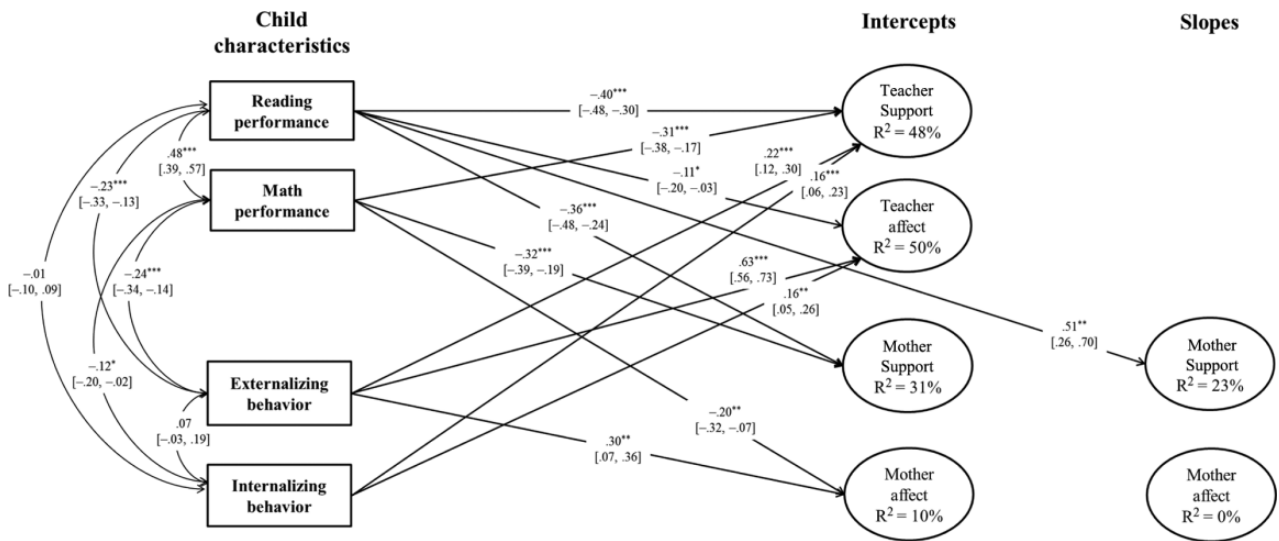 Child
characteristics
Intercepts
Slopes
Reading
performance
Math
performance
Externalizing
behavior
Internalizing
behavior
−.01
[−.10, .09]
−.23***
[−.33, −.13]
.48***
[.39, .57]
−.24***
[−.34, −.14]
−.12*
[−.20, −.02]
.07
[−.03, .19]
−.40***
[−.48, −.30]
−.31***
[−.38, −.17]
−.11*
[−.20, −.03]
−.36***
[−.48, −.24]
−.32***
[−.39, −.19]
.22***
[.12, .30]
.16***
[.06, .23]
.63***
[.56, .73]
.16**
[.05, .26]
−.20**
[−.32, −.07]
.30**
[.07, .36]
.51**
[.26, .70]
Teacher
Support
R² = 48%
Teacher
affect
R² = 50%
Mother
Support
R² = 31%
Mother
affect
R² = 10%
Mother
Support
R² = 23%
Mother
affect
R² = 0%